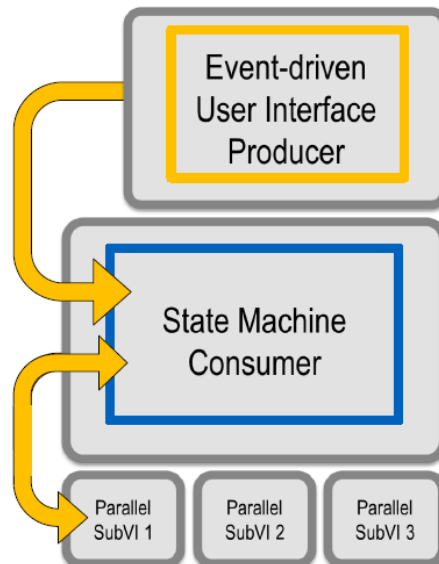 Event-driven
User Interface
Producer
State Machine
Consumer
Parallel
SubVI 1
Parallel
SubVI 2
Parallel
SubVI 3